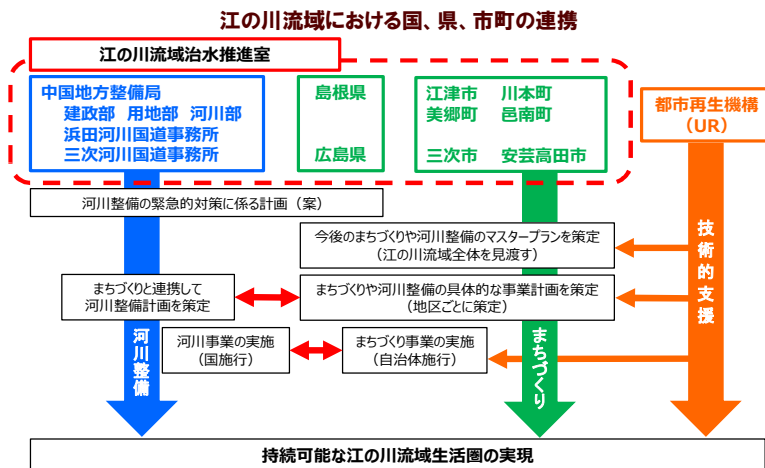 江の川流域における国、県、市町の連携
江の川流域治水推進室
中国地方整備局
建政部 用地部 河川部
浜田河川国道事務所
三次河川国道事務所
島根県
広島県
江津市 川本町
美郷町 邑南町
三次市 安芸高田市
都市再生機構
（UR）
河川整備の緊急的対策に係る計画（案）
今後のまちづくりや河川整備のマスタープランを策定
（江の川流域全体を見渡す）
まちづくりと連携して
河川整備計画を策定
まちづくりや河川整備の具体的な事業計画を策定
（地区ごとに策定）
河川事業の実施
（国施行）
まちづくり事業の実施
（自治体施行）
河川整備
まちづくり
技術的支援
持続可能な江の川流域生活圏の実現